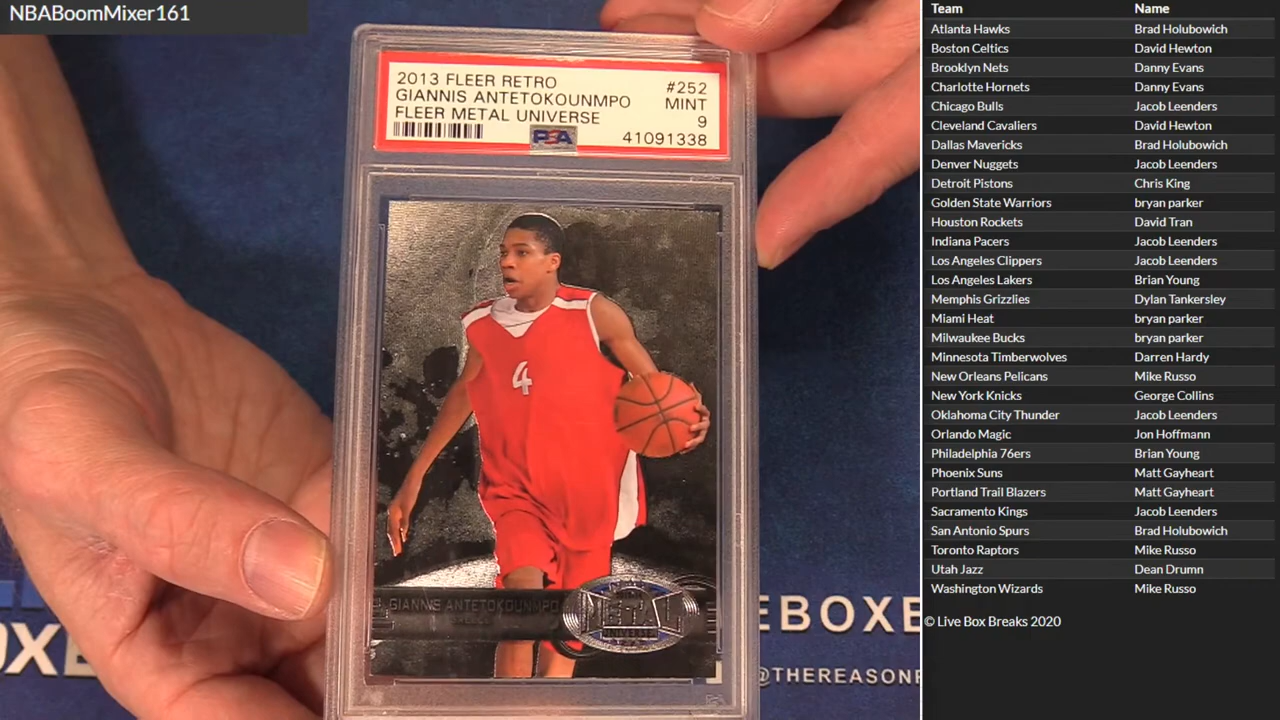 NBABoomMixer161
2013 FLEER RETRO #252
GIANNIS ANTETOKOUNMPO MINT
FLEER METAL UNIVERSE 9
PSA 41091338
4
GIANNIS ANTETOKOUNMPO
METAL
UNIVERSE
EBOXE
@THEREASONF
Team Name
Atlanta Hawks Brad Holubowich
Boston Celtics David Hewton
Brooklyn Nets Danny Evans
Charlotte Hornets Danny Evans
Chicago Bulls Jacob Leenders
Cleveland Cavaliers David Hewton
Dallas Mavericks Brad Holubowich
Denver Nuggets Jacob Leenders
Detroit Pistons Chris King
Golden State Warriors bryan parker
Houston Rockets David Tran
Indiana Pacers Jacob Leenders
Los Angeles Clippers Jacob Leenders
Los Angeles Lakers Brian Young
Memphis Grizzlies Dylan Tankersley
Miami Heat bryan parker
Milwaukee Bucks bryan parker
Minnesota Timberwolves Darren Hardy
New Orleans Pelicans Mike Russo
New York Knicks George Collins
Oklahoma City Thunder Jacob Leenders
Orlando Magic Jon Hoffmann
Philadelphia 76ers Brian Young
Phoenix Suns Matt Gayheart
Portland Trail Blazers Matt Gayheart
Sacramento Kings Jacob Leenders
San Antonio Spurs Brad Holubowich
Toronto Raptors Mike Russo
Utah Jazz Dean Drumn
Washington Wizards Mike Russo
© Live Box Breaks 2020